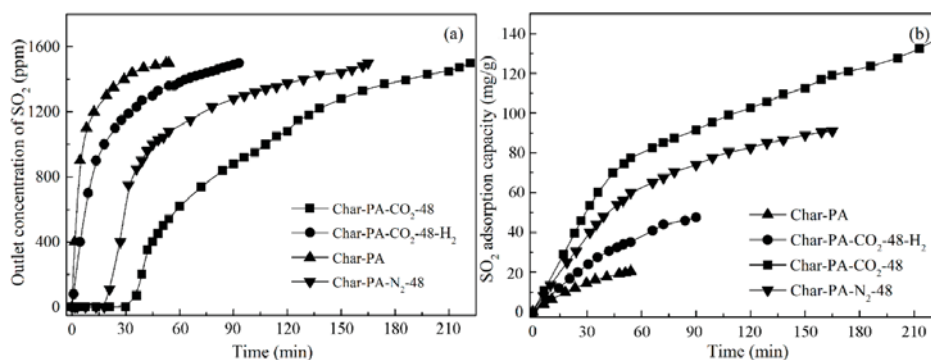 (a)
Outlet concentration of SO₂ (ppm)
1600
1200
800
400
0
Char-PA-CO₂-48
Char-PA-CO₂-48-H₂
Char-PA
Char-PA-N₂-48
0 30 60 90 120 150 180 210
Time (min)
(b)
SO₂ adsorption capacity (mg/g)
140
120
100
80
60
40
20
0
Char-PA
Char-PA-CO₂-48-H₂
Char-PA-CO₂-48
Char-PA-N₂-48
0 30 60 90 120 150 180 210
Time (min)